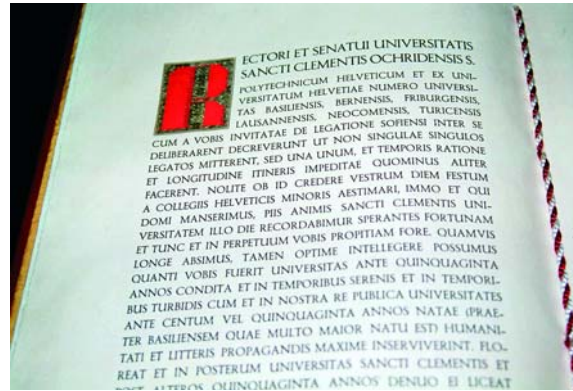 RECTORI ET SENATUI UNIVERSITATIS
SANCTI CLEMENTIS OCHRIDENSIS S.
POLYTECHNICUM HELVETICUM ET EX UNI-
VERSITATUM HELVETIAE NUMERO UNIVERSI-
TAS BASILIENSIS, BERNENSIS, FRIBURGENSIS,
LAUSANNENSIS, NEOCOMENSIS, TURICENSIS
CUM A VOBIS INVITATAE DE LEGATIONE SOFIENSI INTER SE
DELIBERARENT DECREVERUNT UT NON SINGULAE SINGULOS
LEGATOS MITTERENT, SED UNA UNUM, ET TEMPORIS RATIONE
ET LONGITUDINE ITINERIS IMPEDITAE QUOMINUS ALITER
FACERENT. NOLITE OB ID CREDERE VESTRUM DIEM FESTUM
A COLLEGIIS HELVETICIS MINORIS AESTIMARI, IMMO ET QUI
DOMI MANSERIMUS, PIIS ANIMIS SANCTI CLEMENTIS UNI-
VERSITATEM ILLO DIE RECORDABIMUR SPERANTES FORTUNAM
ET TUNC ET IN PERPETUUM VOBIS PROPITIAM FORE. QUAMVIS
LONGE ABSIMUS, TAMEN OPTIME INTELLEGERE POSSUMUS
QUANTI VOBIS FUERIT UNIVERSITAS ANTE QUINQUAGINTA
ANNOS CONDITA ET IN TEMPORIBUS SERENIS ET IN TEMPORI-
BUS TURBIDIS CUM ET IN NOSTRA RE PUBLICA UNIVERSITATES
ANTE CENTUM VEL QUINQUAGINTA ANNOS NATAE (PRAE-
TER BASILIENSEM QUAE MULTO MAIOR NATU EST) HUMANI-
TATI ET LITTERIS PROPAGANDIS MAXIME INSERVIVERINT. FLO-
REAT ET IN POSTERUM UNIVERSITAS SANCTI CLEMENTIS ET
POST ALTEROS QUINQUAGINTA ANNOS DENUO EI LICEAT